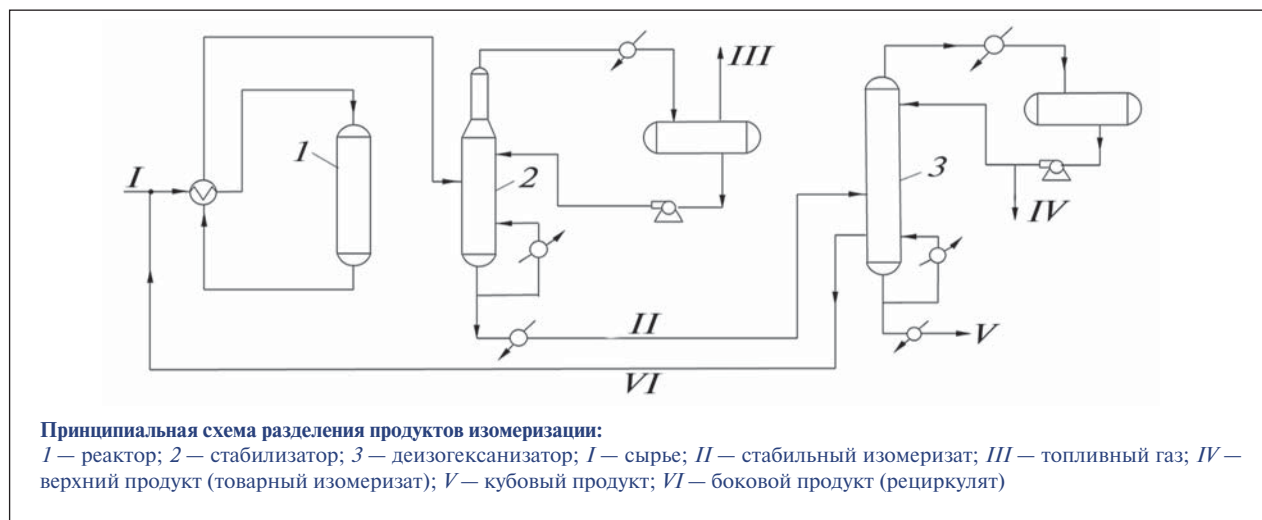 III
1
I
2
3
IV
II
V
VI
Принципиальная схема разделения продуктов изомеризации:
1 — реактор; 2 — стабилизатор; 3 — деизогексанизатор; I — сырье; II — стабильный изомеризат; III — топливный газ; IV —
верхний продукт (товарный изомеризат); V — кубовый продукт; VI — боковой продукт (рециркулят)